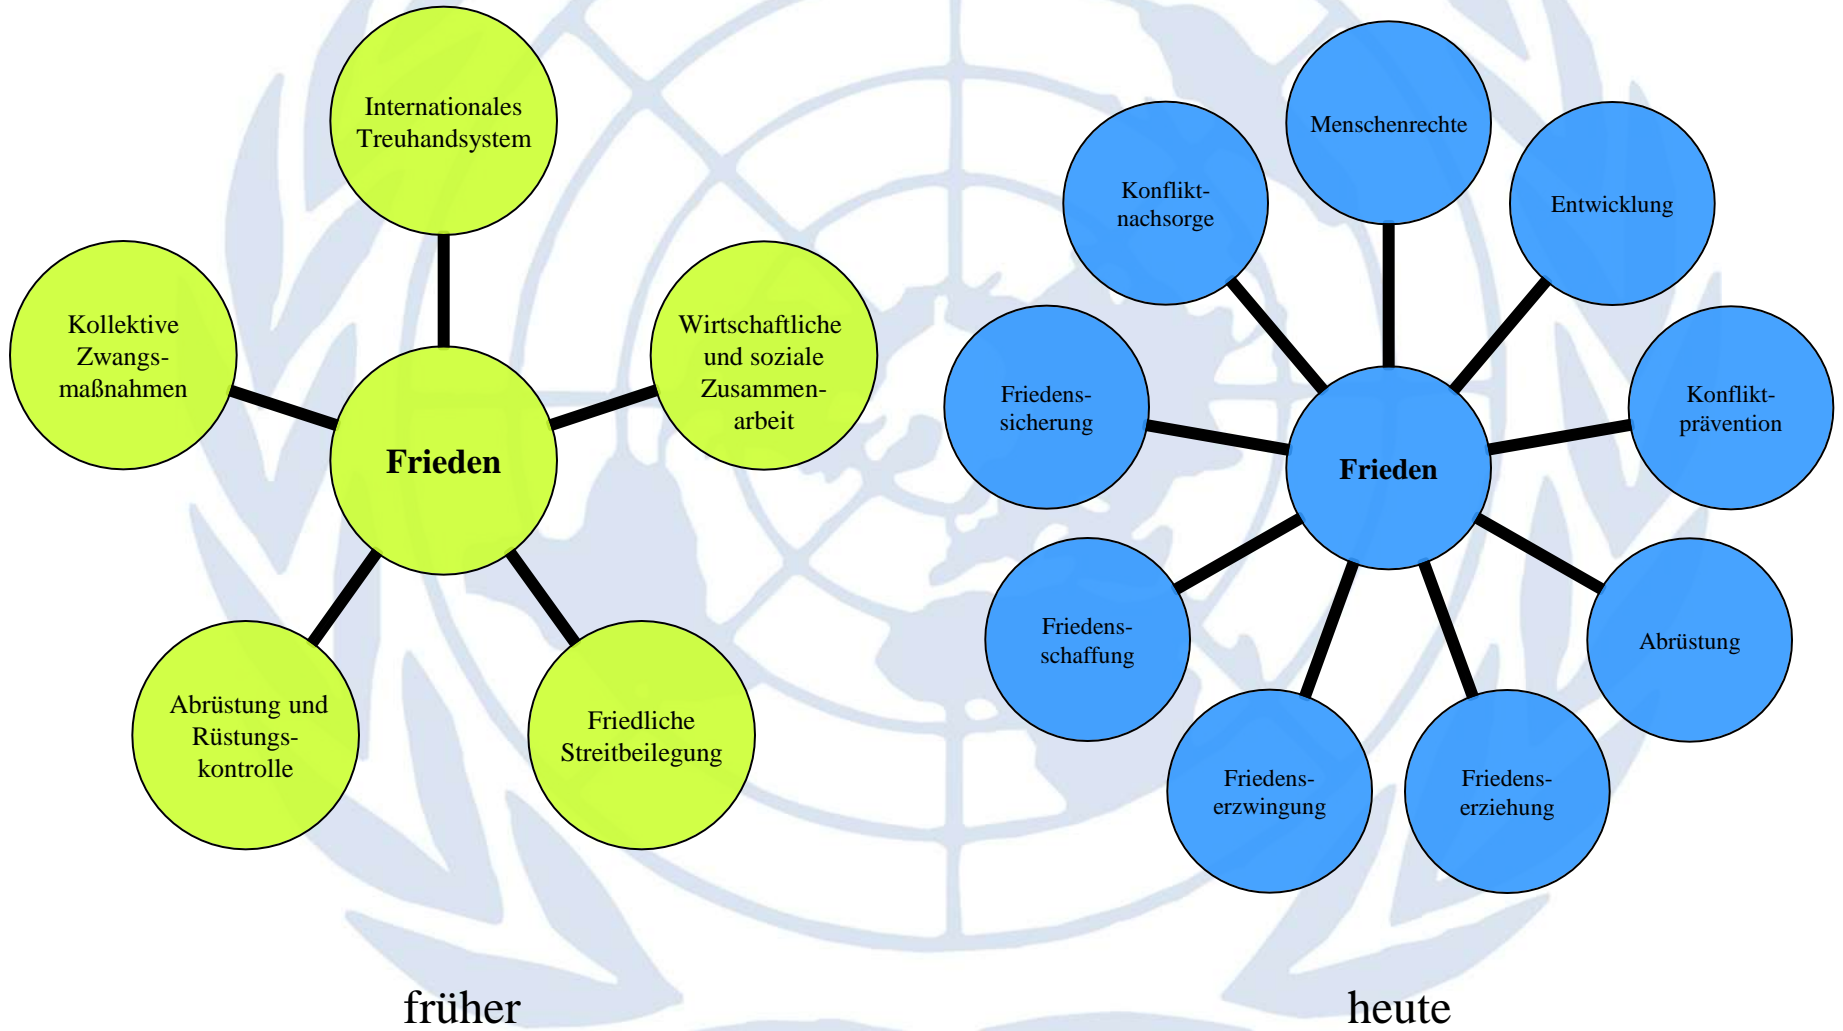 Internationales
Treuhandsystem
Kollektive
Zwangs-
maßnahmen
Wirtschaftliche
und soziale
Zusammen-
arbeit
Frieden
Abrüstung und
Rüstungs-
kontrolle
Friedliche
Streitbeilegung
früher
Menschenrechte
Konflikt-
nachsorge
Entwicklung
Friedens-
sicherung
Konflikt-
prävention
Frieden
Friedens-
schaffung
Abrüstung
Friedens-
erzwingung
Friedens-
erziehung
heute